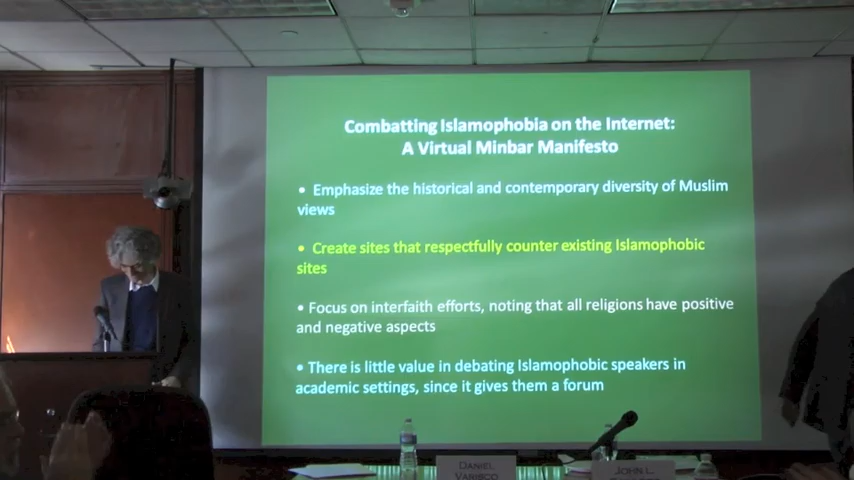 Combatting Islamophobia on the Internet:
A Virtual Minbar Manifesto
• Emphasize the historical and contemporary diversity of Muslim
views
• Create sites that respectfully counter existing Islamophobic
sites
• Focus on interfaith efforts, noting that all religions have positive
and negative aspects
• There is little value in debating Islamophobic speakers in
academic settings, since it gives them a forum
DANIEL
VARISCO
JOHN L.